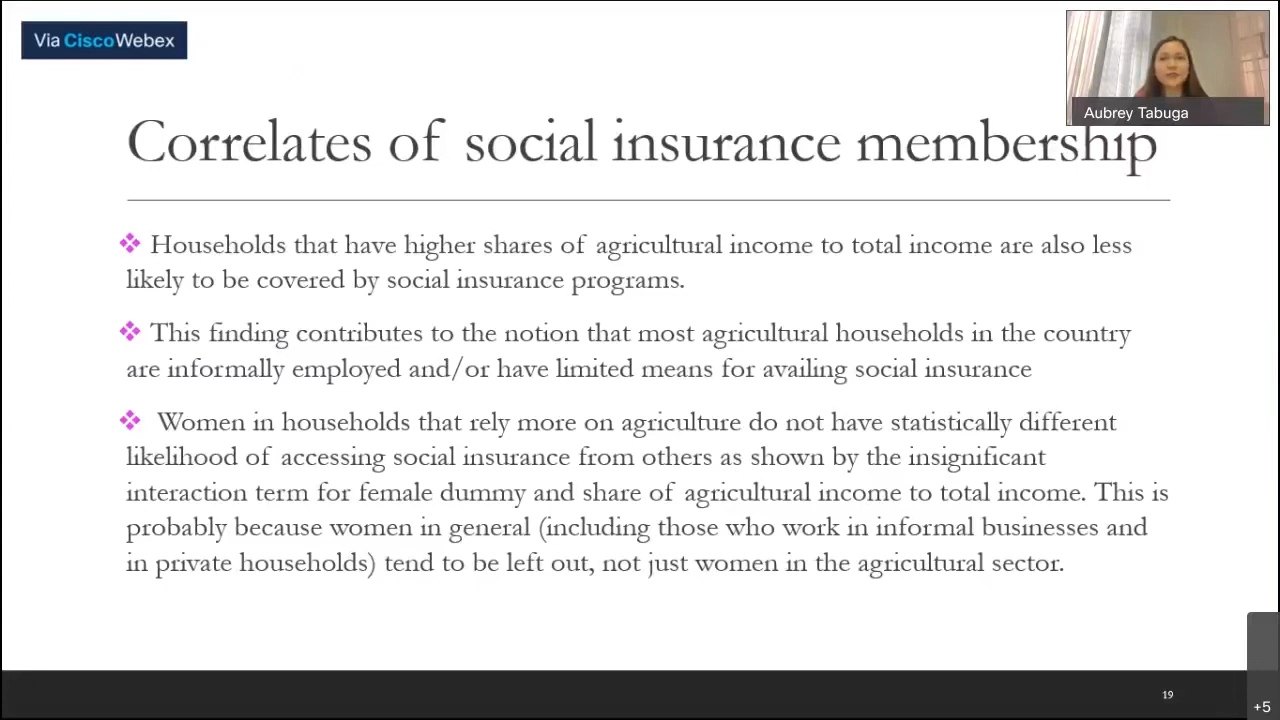 Via CiscoWebex
Aubrey Tabuga
Correlates of social insurance membership
Households that have higher shares of agricultural income to total income are also less
likely to be covered by social insurance programs.
This finding contributes to the notion that most agricultural households in the country
are informally employed and/or have limited means for availing social insurance
Women in households that rely more on agriculture do not have statistically different
likelihood of accessing social insurance from others as shown by the insignificant
interaction term for female dummy and share of agricultural income to total income. This is
probably because women in general (including those who work in informal businesses and
in private households) tend to be left out, not just women in the agricultural sector.
19
+5